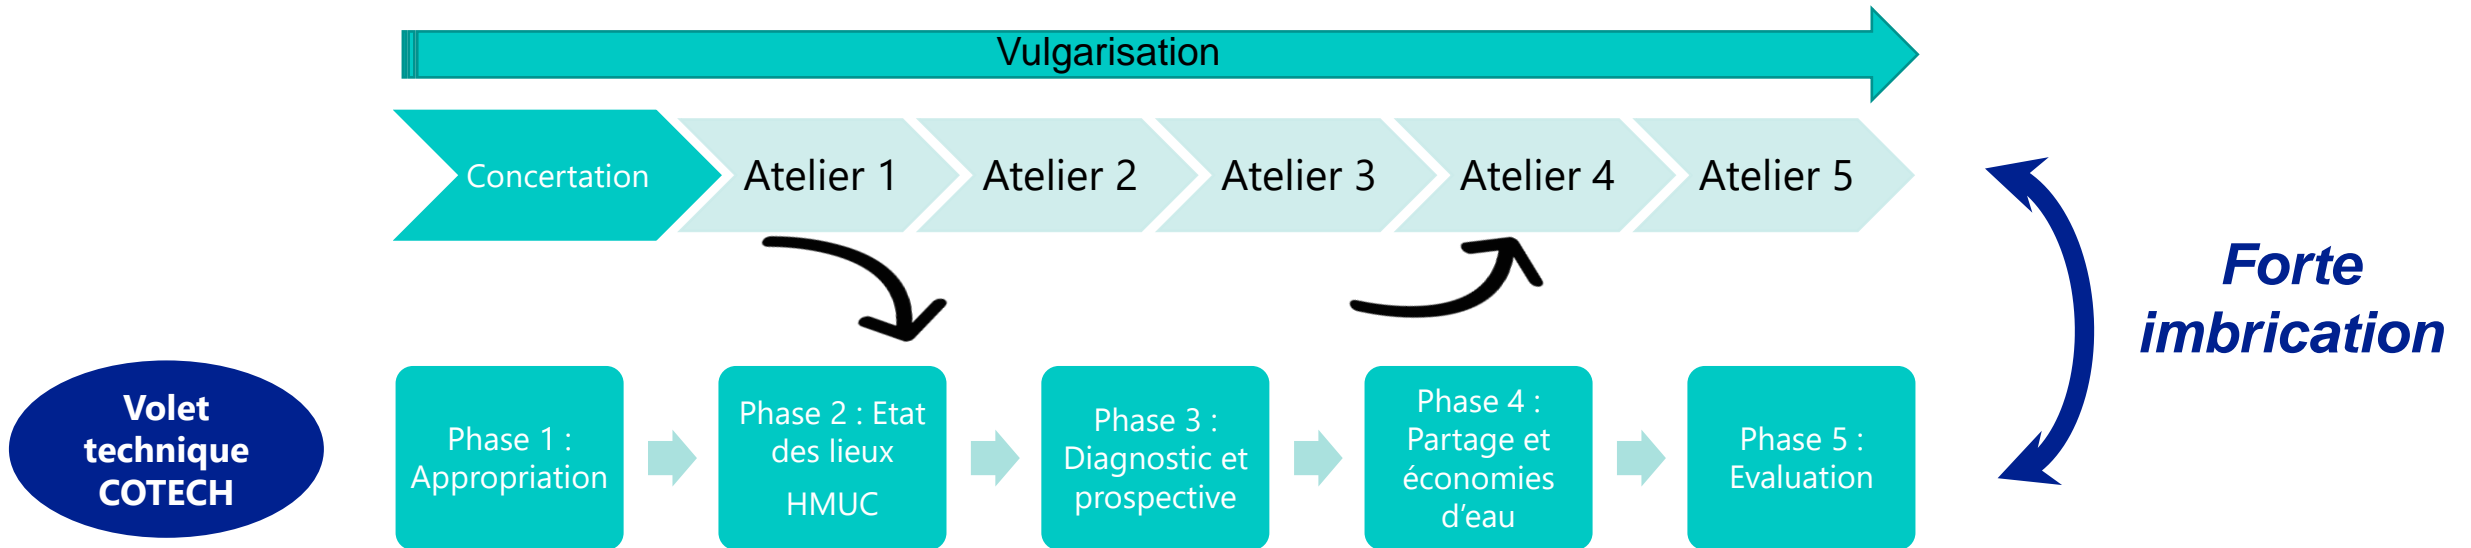 Vulgarisation
Concertation
Atelier 1
Atelier 2
Atelier 3
Atelier 4
Atelier 5
Forte
imbrication
Volet
technique
COTECH
Phase 1 :
Appropriation
Phase 2 : Etat
des lieux
HMUC
Phase 3 :
Diagnostic et
prospective
Phase 4 :
Partage et
économies
d’eau
Phase 5 :
Evaluation